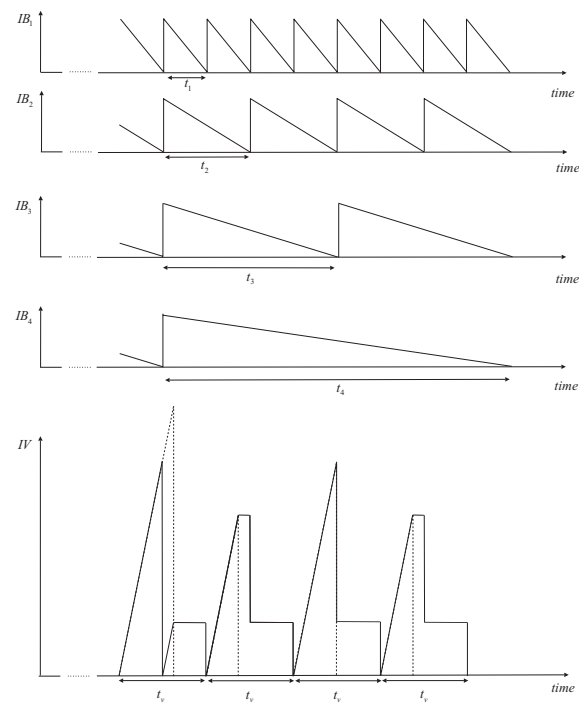 IB₁
t₁
time
IB₂
t₂
time
IB₃
t₃
time
IB₄
t₄
time
IV
time
tᵥ tᵥ tᵥ tᵥ